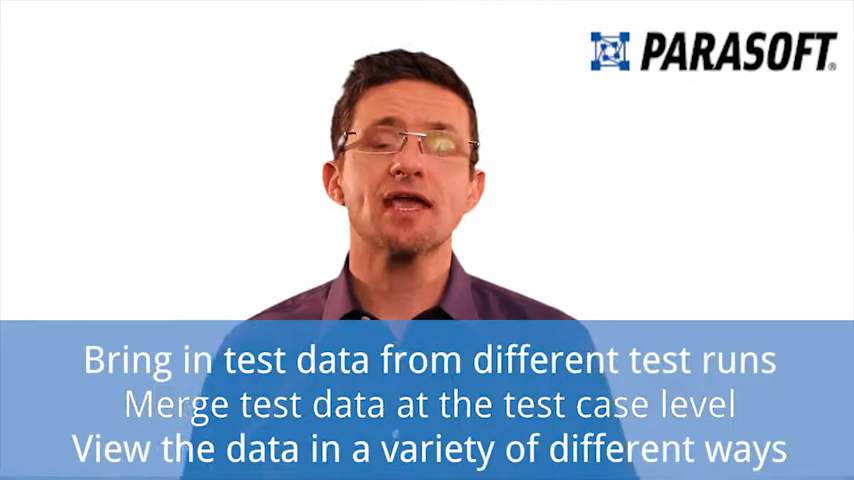 PARASOFT®
Bring in test data from different test runs
Merge test data at the test case level
View the data in a variety of different ways